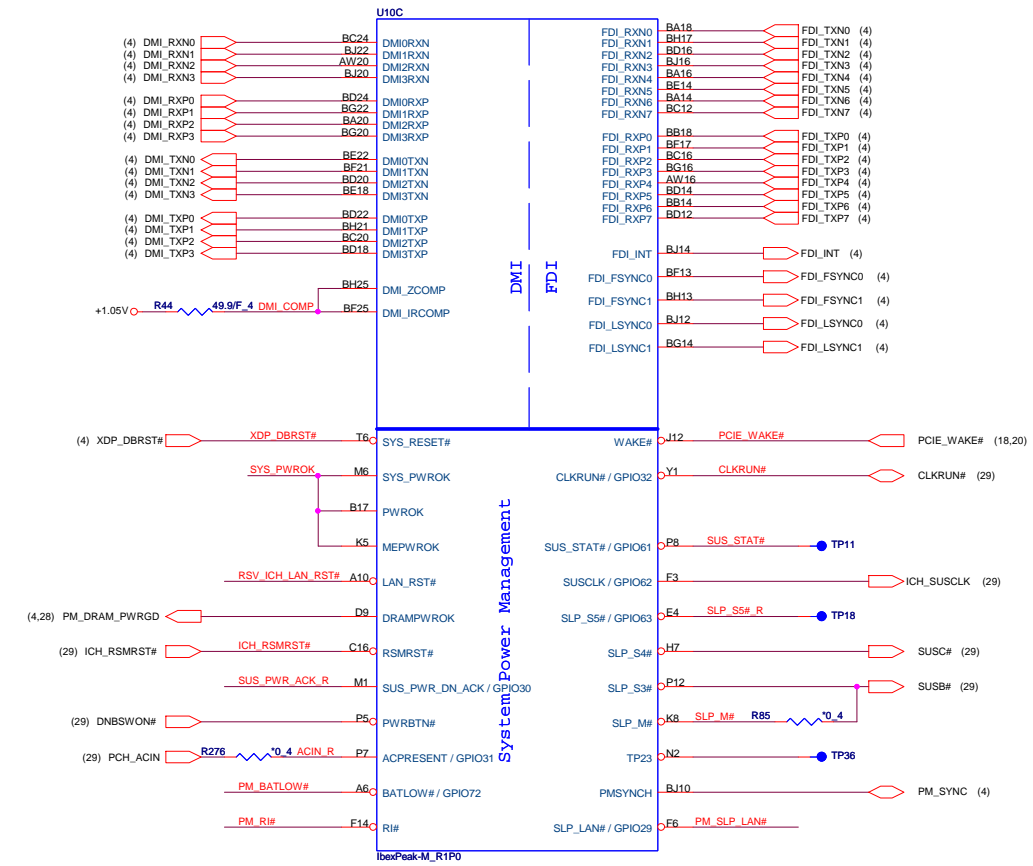 U10C
(4) DMI_RXN0 BC24 DMI0RXN
(4) DMI_RXN1 BJ22 DMI1RXN
(4) DMI_RXN2 AW20 DMI2RXN
(4) DMI_RXN3 BJ20 DMI3RXN
(4) DMI_RXP0 BD24 DMI0RXP
(4) DMI_RXP1 BG22 DMI1RXP
(4) DMI_RXP2 BA20 DMI2RXP
(4) DMI_RXP3 BG20 DMI3RXP
(4) DMI_TXN0 BE22 DMI0TXN
(4) DMI_TXN1 BF21 DMI1TXN
(4) DMI_TXN2 BD20 DMI2TXN
(4) DMI_TXN3 BE18 DMI3TXN
(4) DMI_TXP0 BD22 DMI0TXP
(4) DMI_TXP1 BH21 DMI1TXP
(4) DMI_TXP2 BC20 DMI2TXP
(4) DMI_TXP3 BD18 DMI3TXP
BH25 DMI_ZCOMP
+1.05V R44 49.9/F_4 DMI_COMP BF25 DMI_IRCOMP
DMI
FDI
FDI_RXN0 BA18 FDI_TXN0 (4)
FDI_RXN1 BH17 FDI_TXN1 (4)
FDI_RXN2 BD16 FDI_TXN2 (4)
FDI_RXN3 BJ16 FDI_TXN3 (4)
FDI_RXN4 BA16 FDI_TXN4 (4)
FDI_RXN5 BE14 FDI_TXN5 (4)
FDI_RXN6 BA14 FDI_TXN6 (4)
FDI_RXN7 BC12 FDI_TXN7 (4)
FDI_RXP0 BB18 FDI_TXP0 (4)
FDI_RXP1 BF17 FDI_TXP1 (4)
FDI_RXP2 BC16 FDI_TXP2 (4)
FDI_RXP3 BG16 FDI_TXP3 (4)
FDI_RXP4 AW16 FDI_TXP4 (4)
FDI_RXP5 BD14 FDI_TXP5 (4)
FDI_RXP6 BB14 FDI_TXP6 (4)
FDI_RXP7 BD12 FDI_TXP7 (4)
FDI_INT BJ14 FDI_INT (4)
FDI_FSYNC0 BF13 FDI_FSYNC0 (4)
FDI_FSYNC1 BH13 FDI_FSYNC1 (4)
FDI_LSYNC0 BJ12 FDI_LSYNC0 (4)
FDI_LSYNC1 BG14 FDI_LSYNC1 (4)
(4) XDP_DBRST# XDP_DBRST# T6 SYS_RESET#
SYS_PWROK M6 SYS_PWROK
B17 PWROK
K5 MEPWROK
RSV_ICH_LAN_RST# A10 LAN_RST#
(4,28) PM_DRAM_PWRGD D9 DRAMPWROK
(29) ICH_RSMRST# ICH_RSMRST# C16 RSMRST#
SUS_PWR_ACK_R M1 SUS_PWR_DN_ACK / GPIO30
(29) DNBSWON# P5 PWRBTN#
(29) PCH_ACIN R276 *0_4 ACIN_R P7 ACPRESENT / GPIO31
PM_BATLOW# A6 BATLOW# / GPIO72
PM_RI# F14 RI#
System Power Management
WAKE# J12 PCIE_WAKE# PCIE_WAKE# (18,20)
CLKRUN# / GPIO32 Y1 CLKRUN# CLKRUN# (29)
SUS_STAT# / GPIO61 P8 SUS_STAT# TP11
SUSCLK / GPIO62 F3 ICH_SUSCLK (29)
SLP_S5# / GPIO63 E4 SLP_S5#_R TP18
SLP_S4# H7 SUSC# (29)
SLP_S3# P12 SUSB# (29)
SLP_M# K8 SLP_M# R85 *0_4
TP23 N2 TP36
PMSYNCH BJ10 PM_SYNC (4)
SLP_LAN# / GPIO29 F6 PM_SLP_LAN#
IbexPeak-M_R1P0